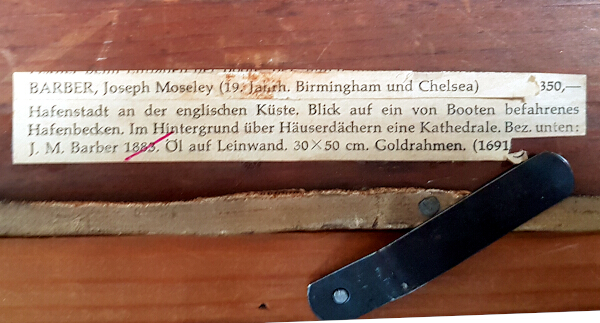 BARBER, Joseph Moseley (19. Jahrh. Birmingham und Chelsea) 350,—
Hafenstadt an der englischen Küste. Blick auf ein von Booten befahrenes
Hafenbecken. Im Hintergrund über Häuserdächern eine Kathedrale. Bez. unten:
J. M. Barber 1883. Öl auf Leinwand. 30×50 cm. Goldrahmen. (1691